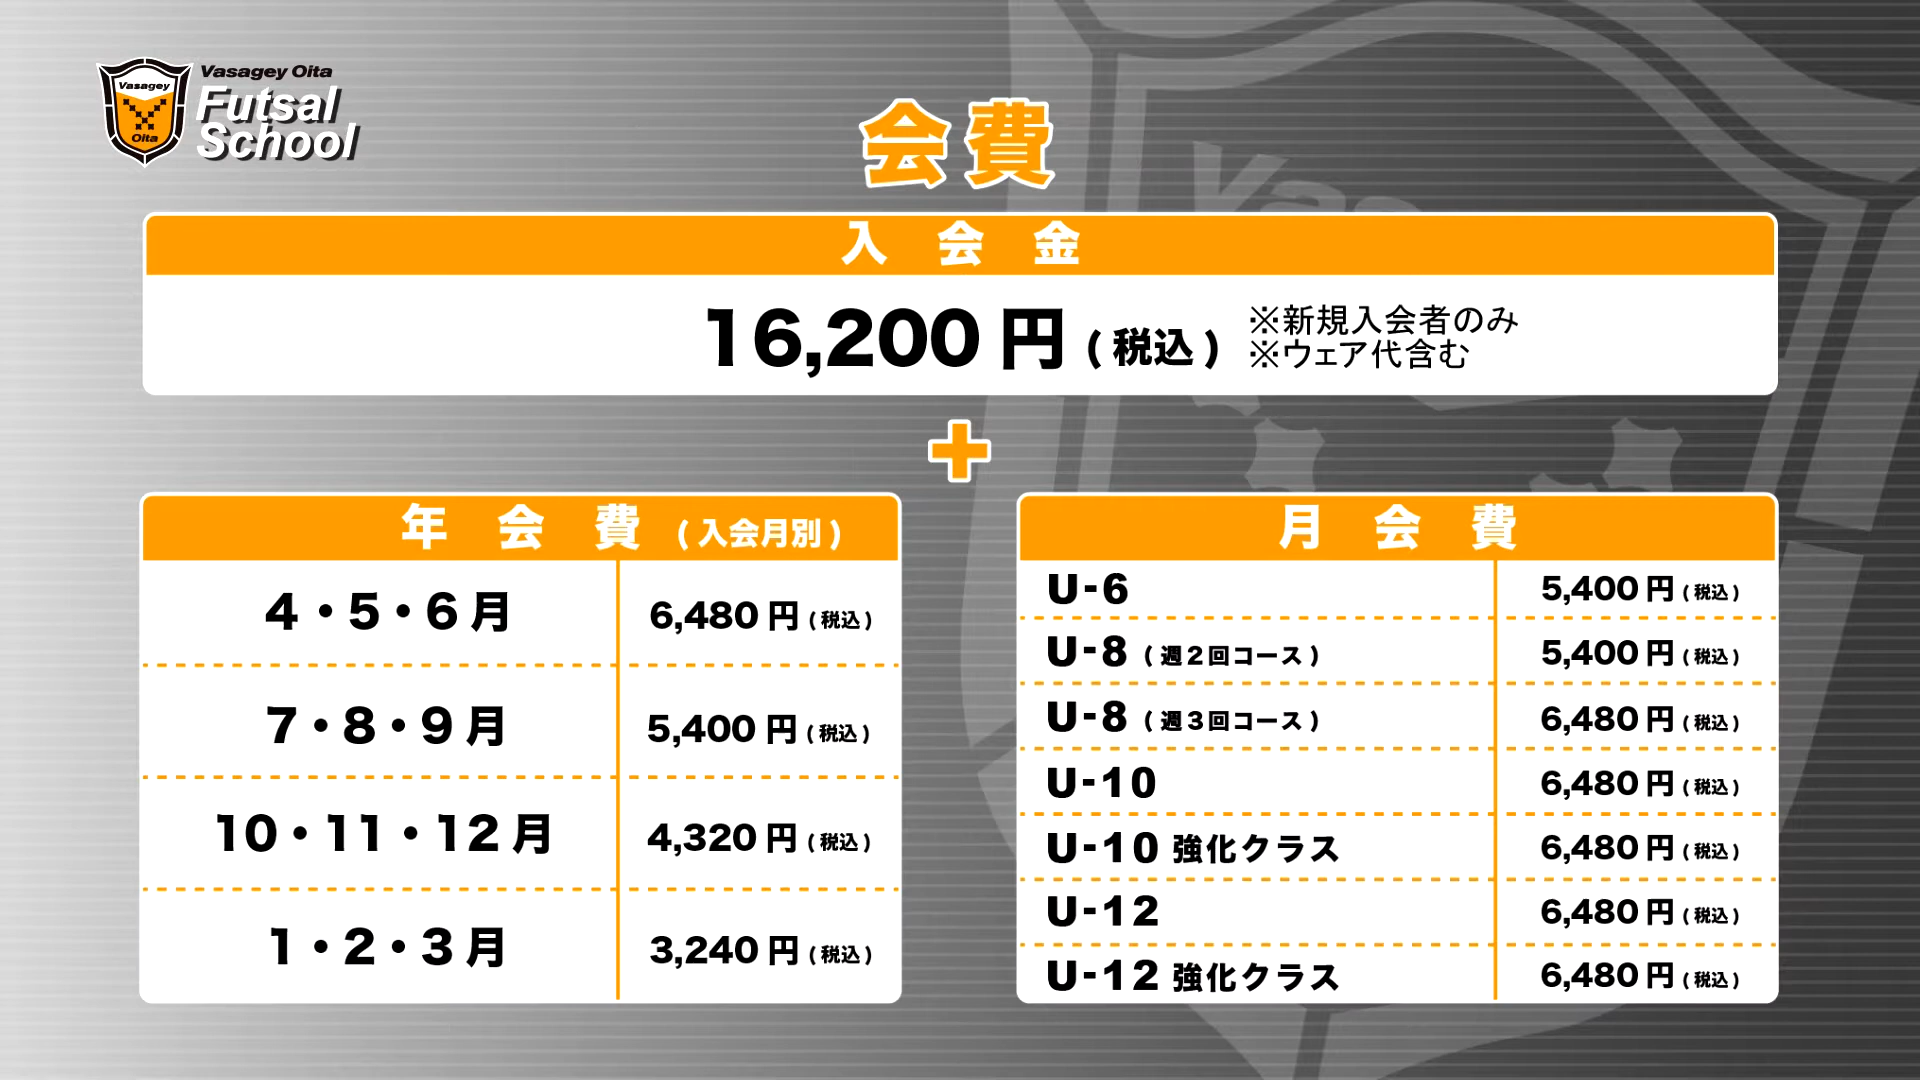 Vasagey Oita
Futsal
School
Vasagey
Oita
会費
入会金
16,200円(税込)
※新規入会者のみ
※ウェア代含む
+
年会費(入会月別)
4・5・6月 6,480円(税込)
7・8・9月 5,400円(税込)
10・11・12月 4,320円(税込)
1・2・3月 3,240円(税込)
月会費
U-6 5,400円(税込)
U-8(週2回コース) 5,400円(税込)
U-8(週3回コース) 6,480円(税込)
U-10 6,480円(税込)
U-10 強化クラス 6,480円(税込)
U-12 6,480円(税込)
U-12 強化クラス 6,480円(税込)